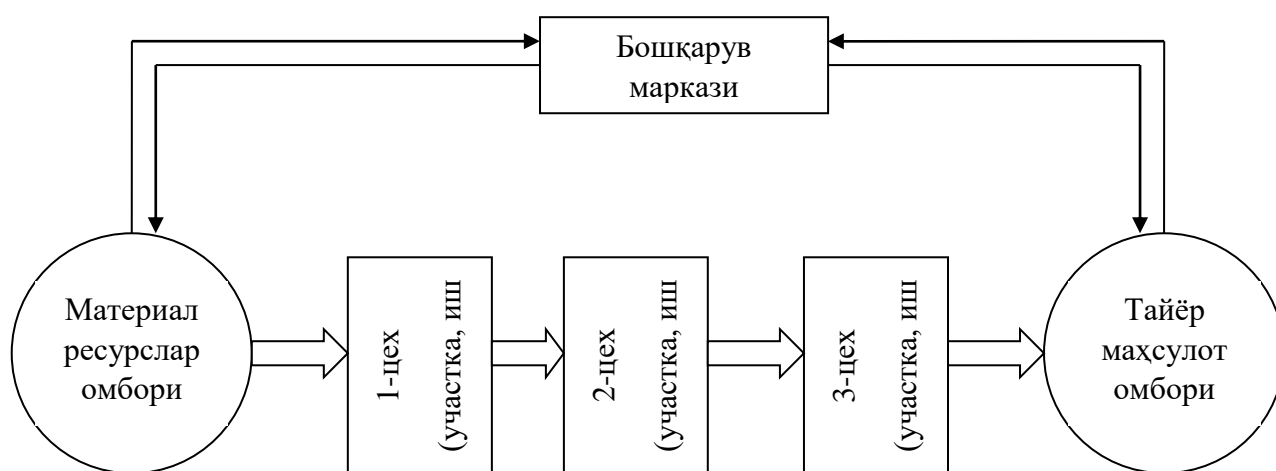 Бошқарув
маркази
Материал
ресурслар
омбори
1-цех
(участка, иш
2-цех
(участка, иш
3-цех
(участка, иш
Тайёр
маҳсулот
омбори